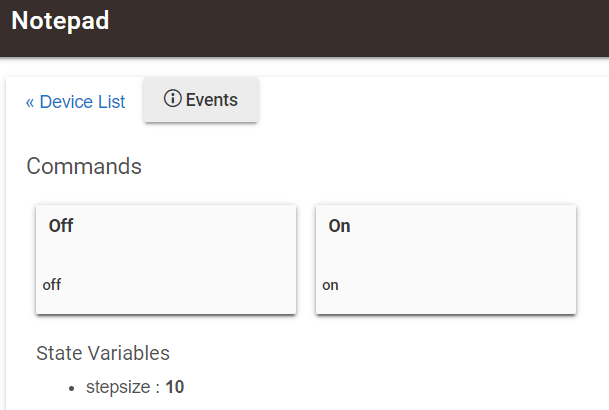 Notepad
« Device List
Events
Commands
Off
On
off
on
State Variables
• stepsize : 10